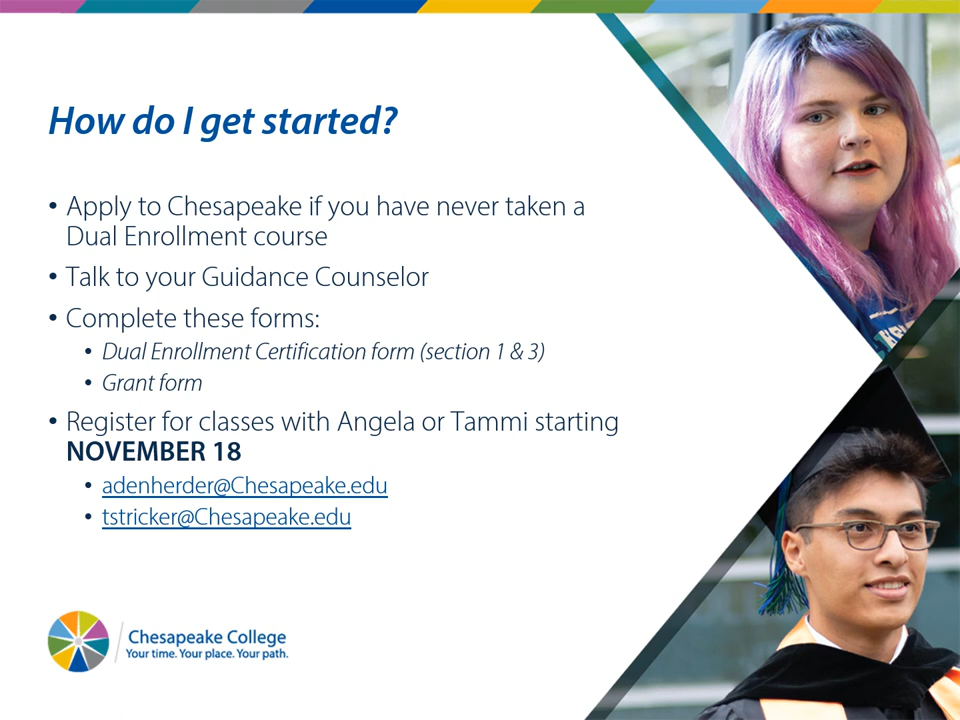 How do I get started?
• Apply to Chesapeake if you have never taken a
Dual Enrollment course
• Talk to your Guidance Counselor
• Complete these forms:
• Dual Enrollment Certification form (section 1 & 3)
• Grant form
• Register for classes with Angela or Tammi starting
NOVEMBER 18
• adenherder@Chesapeake.edu
• tstricker@Chesapeake.edu
Chesapeake College
Your time. Your place. Your path.